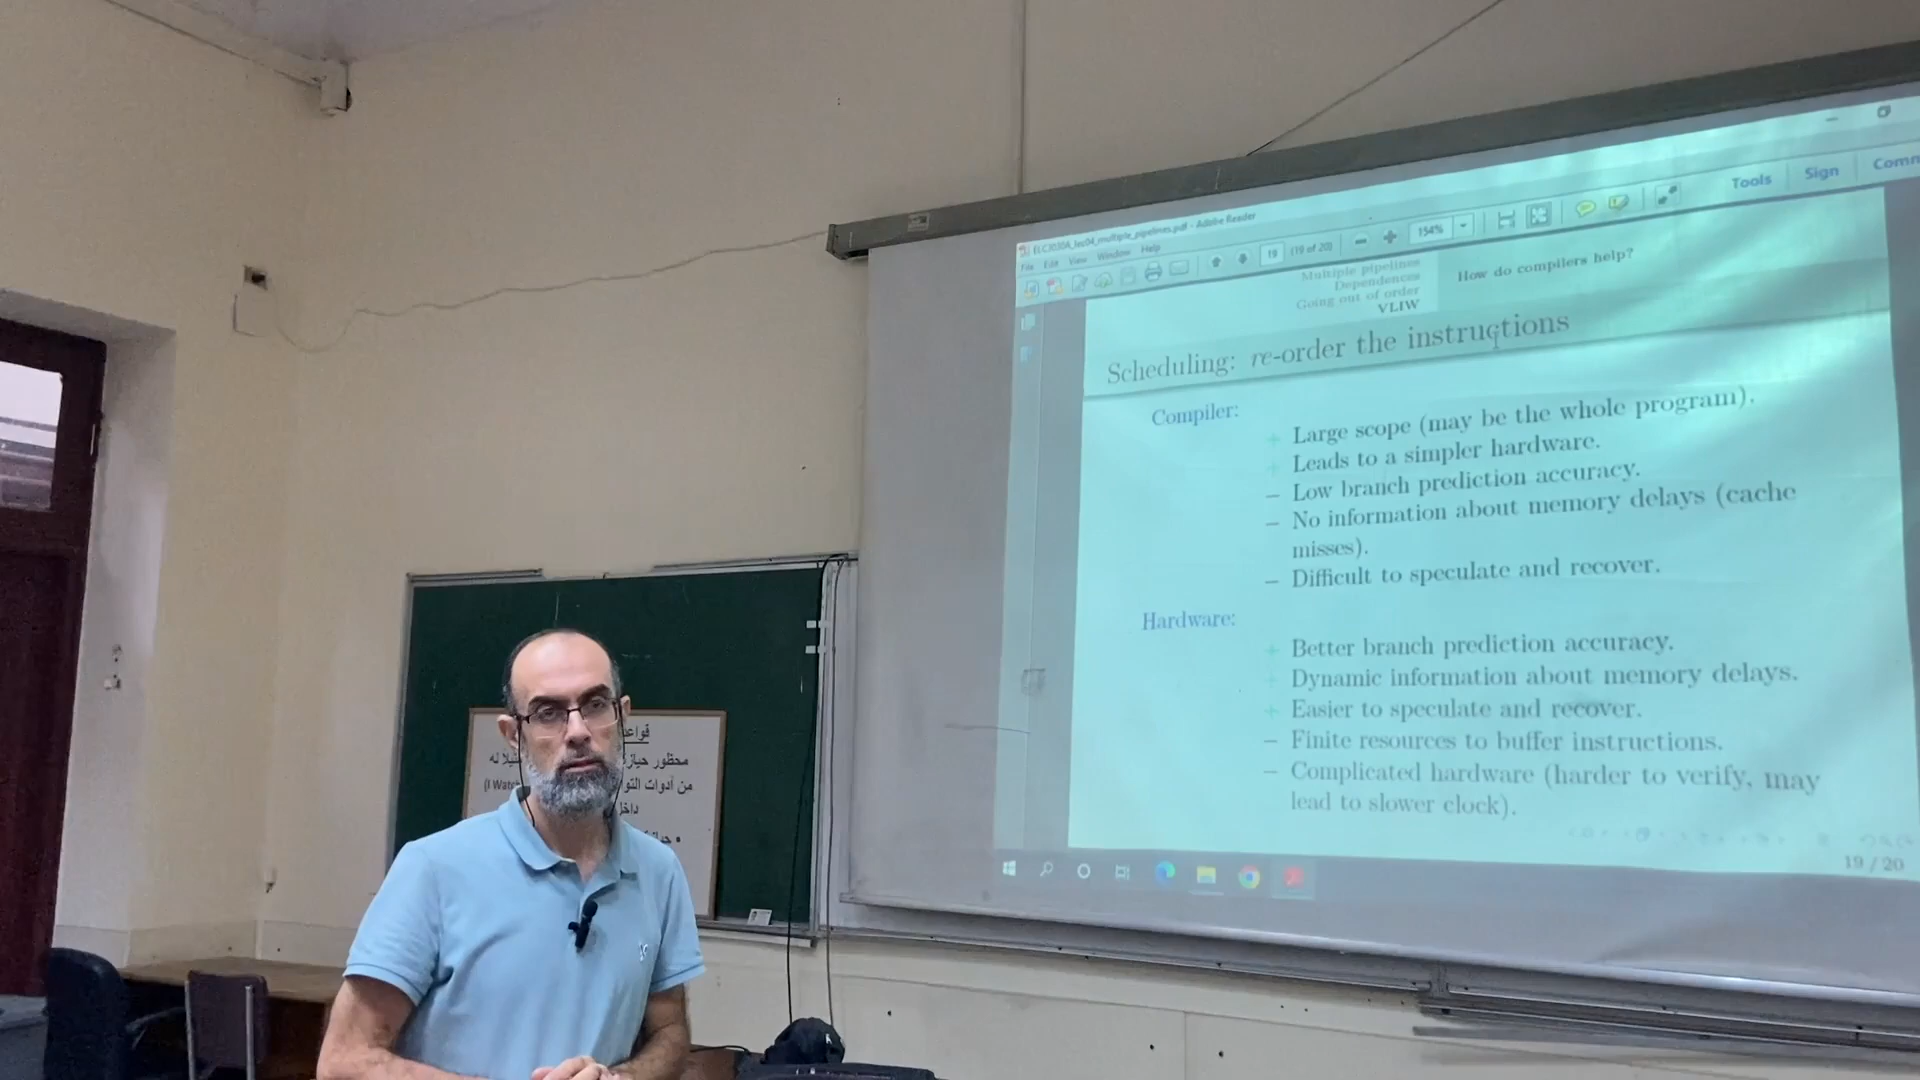 ELC3030A_lec04_multiple_pipelines.pdf - Adobe Reader
File Edit View Window Help
19 (19 of 20) 154% Tools Sign
Multiple pipelines
Dependences
Going out of order
VLIW
How do compilers help?
Scheduling: re-order the instructions
Compiler:
+ Large scope (may be the whole program).
+ Leads to a simpler hardware.
– Low branch prediction accuracy.
– No information about memory delays (cache
misses).
– Difficult to speculate and recover.
Hardware:
+ Better branch prediction accuracy.
+ Dynamic information about memory delays.
+ Easier to speculate and recover.
– Finite resources to buffer instructions.
– Complicated hardware (harder to verify, may
lead to slower clock).
19 / 20
محظور
من أدوات